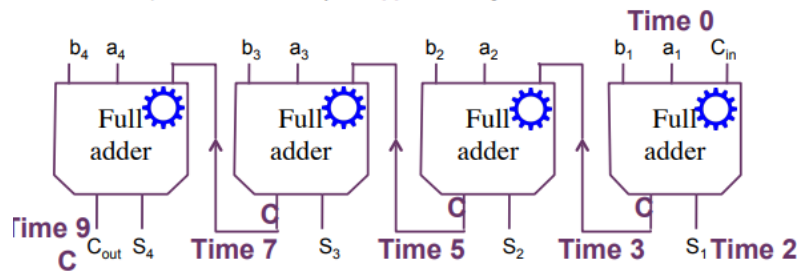 Time 0
b4 a4 b3 a3 b2 a2 b1 a1 Cin
Full adder
Full adder
Full adder
Full adder
C C C
Time 9 C
Cout S4 Time 7 S3 Time 5 S2 Time 3 S1 Time 2